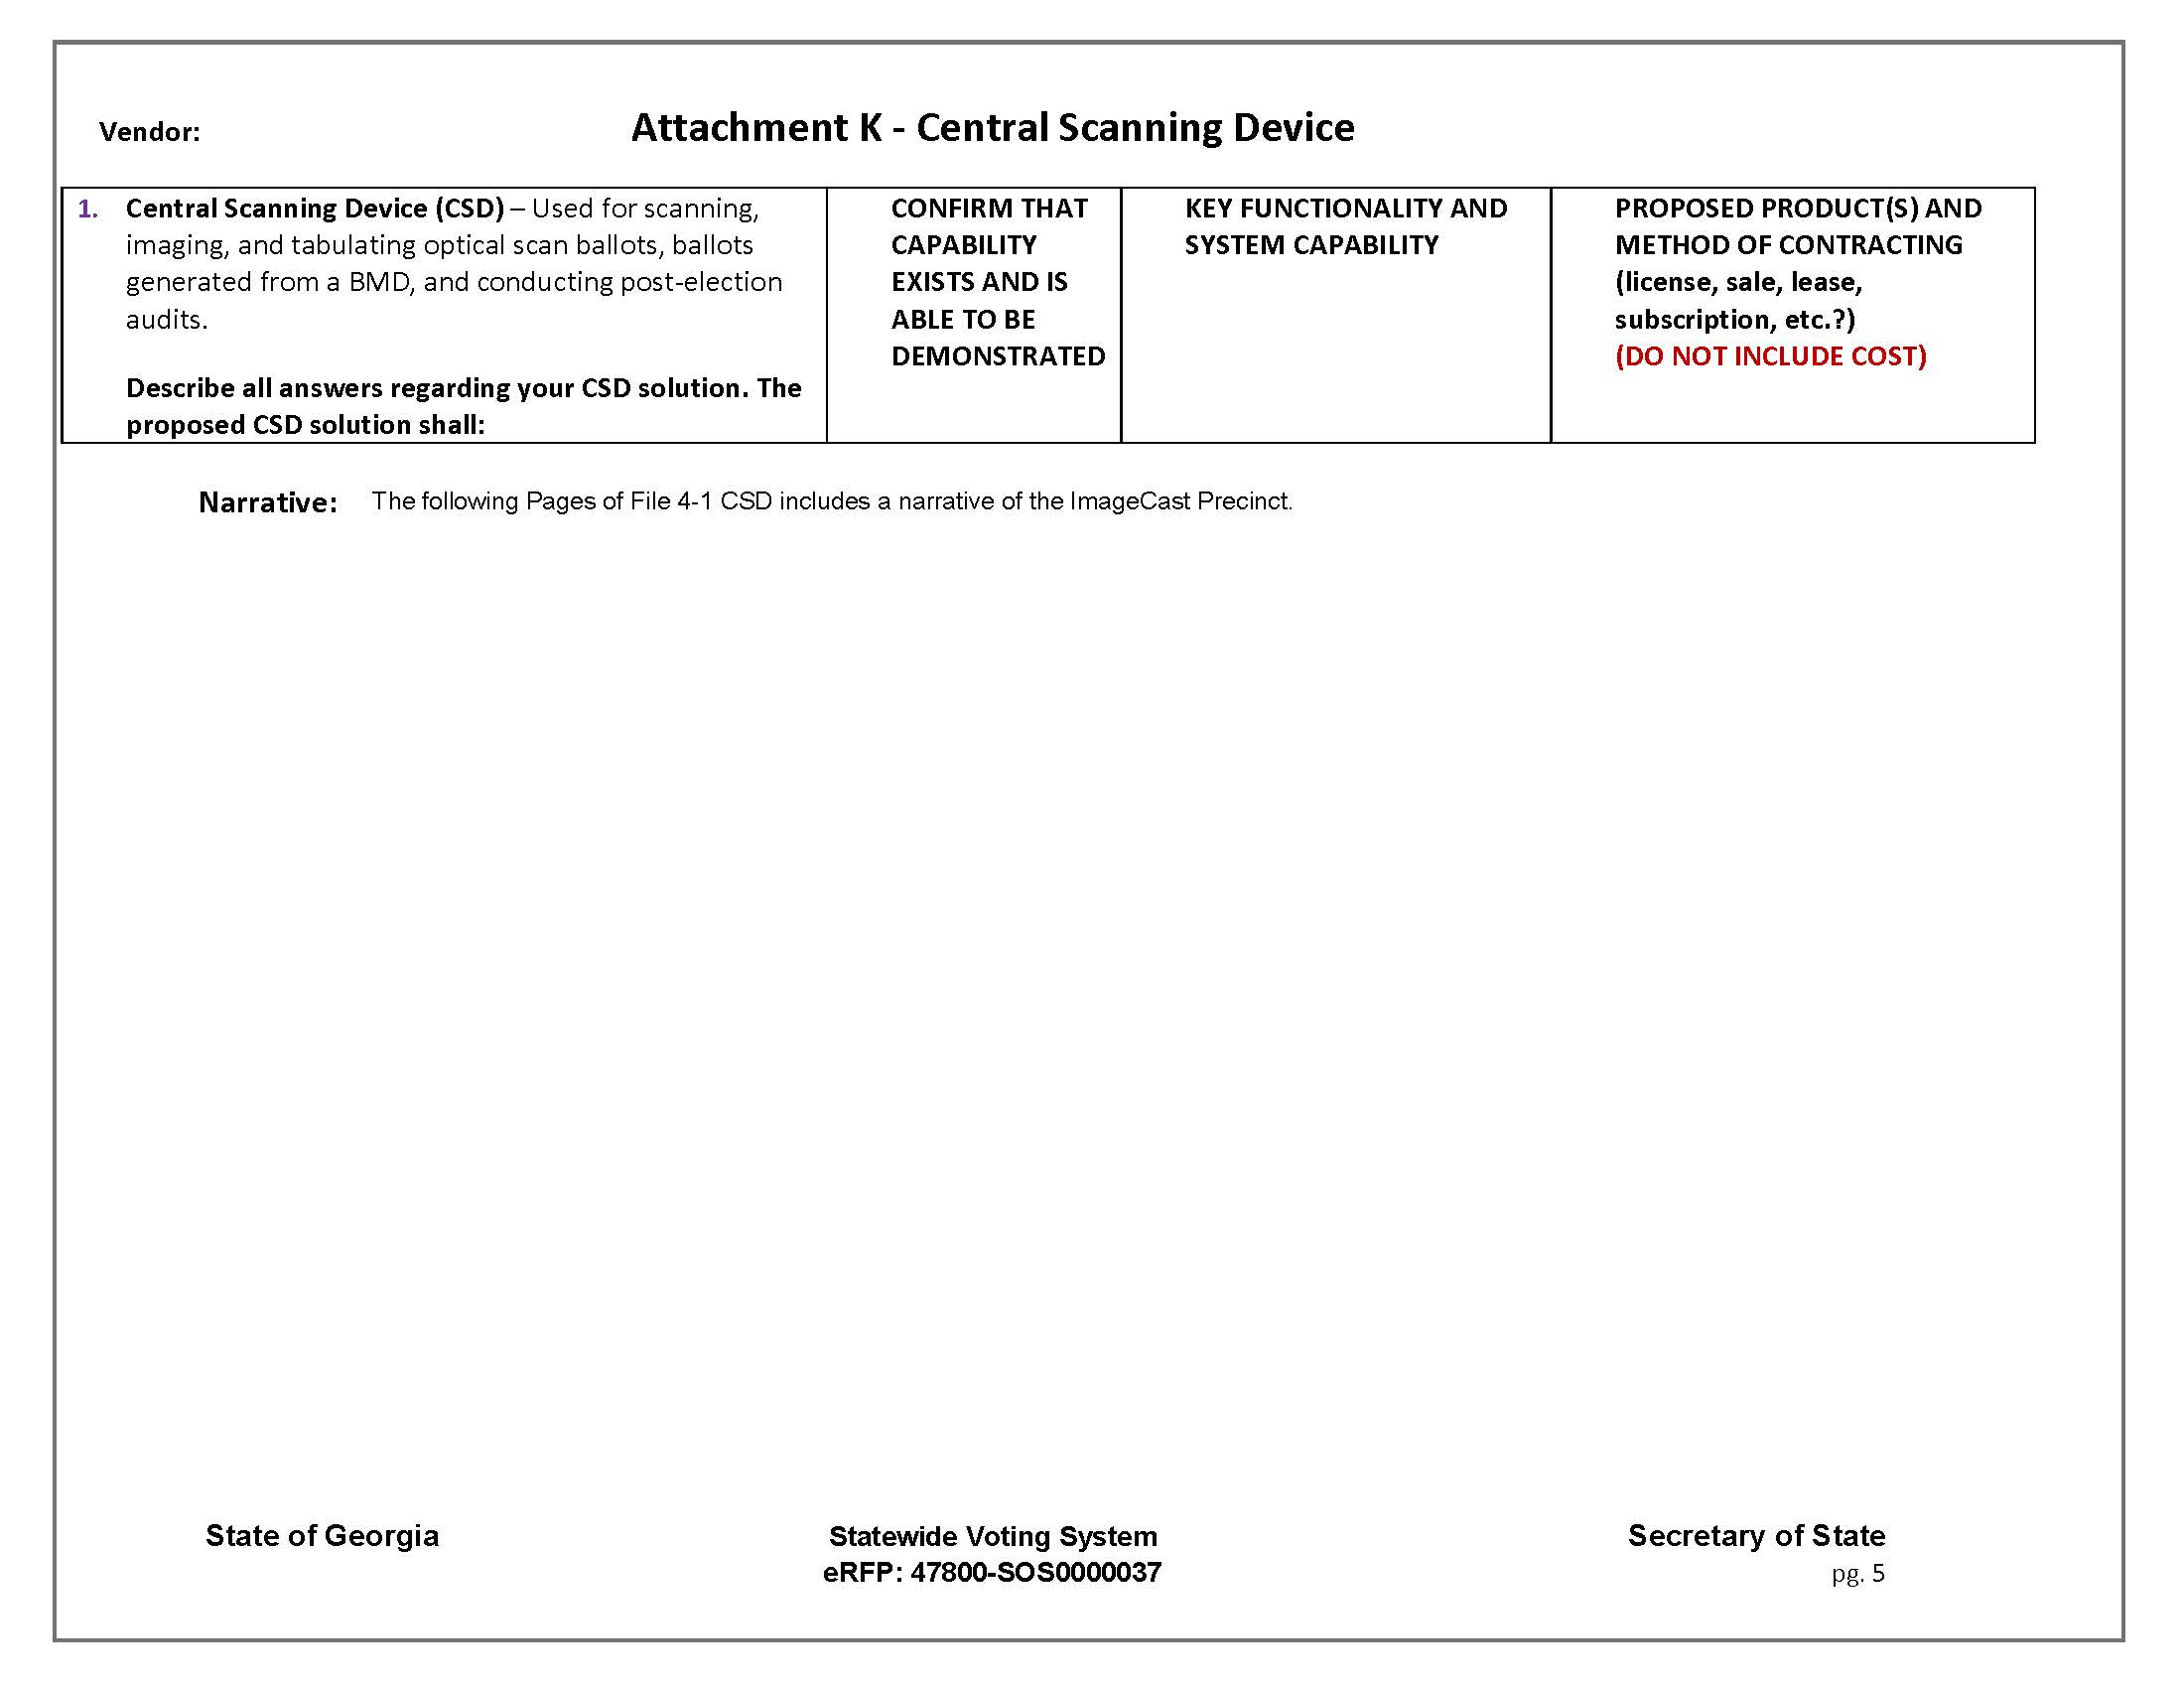 Vendor:
Attachment K - Central Scanning Device
1. Central Scanning Device (CSD) – Used for scanning,
imaging, and tabulating optical scan ballots, ballots
generated from a BMD, and conducting post-election
audits.
Describe all answers regarding your CSD solution. The
proposed CSD solution shall:
CONFIRM THAT
CAPABILITY
EXISTS AND IS
ABLE TO BE
DEMONSTRATED
KEY FUNCTIONALITY AND
SYSTEM CAPABILITY
PROPOSED PRODUCT(S) AND
METHOD OF CONTRACTING
(license, sale, lease,
subscription, etc.?)
(DO NOT INCLUDE COST)
Narrative: The following Pages of File 4-1 CSD includes a narrative of the ImageCast Precinct.
State of Georgia
Statewide Voting System
eRFP: 47800-SOS0000037
Secretary of State
pg. 5